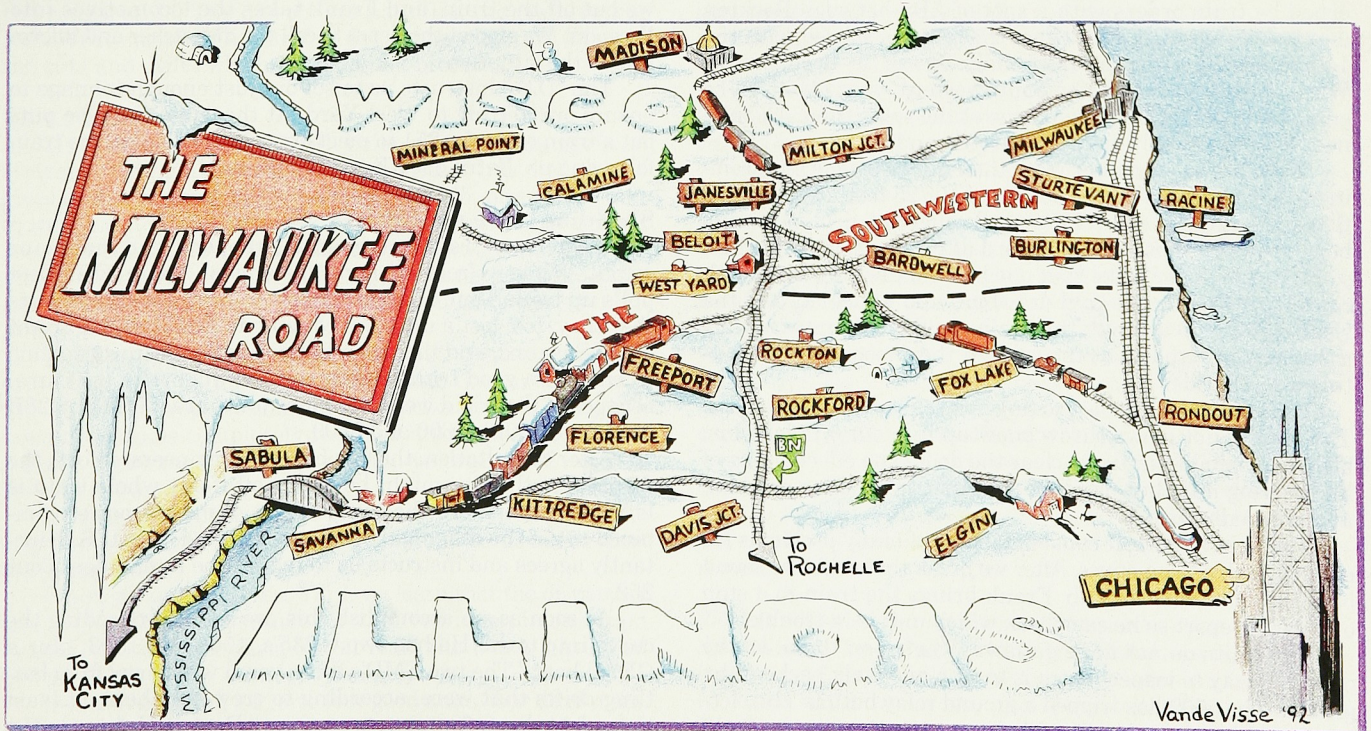 MADISON
WISCONSIN
THE
MILWAUKEE
ROAD
MINERAL POINT
MILTON JCT.
MILWAUKEE
CALAMINE
JANESVILLE
STURTEVANT
RACINE
SOUTHWESTERN
BELOIT
BARDWELL
BURLINGTON
WEST YARD
THE
FREEPORT
ROCKTON
FOX LAKE
ROCKFORD
RONDOUT
FLORENCE
BN
SABULA
SAVANNA
KITTREDGE
DAVIS JCT.
ELGIN
To
ROCHELLE
CHICAGO
MISSISSIPPI RIVER
ILLINOIS
To
KANSAS
CITY
VandeVisse '92